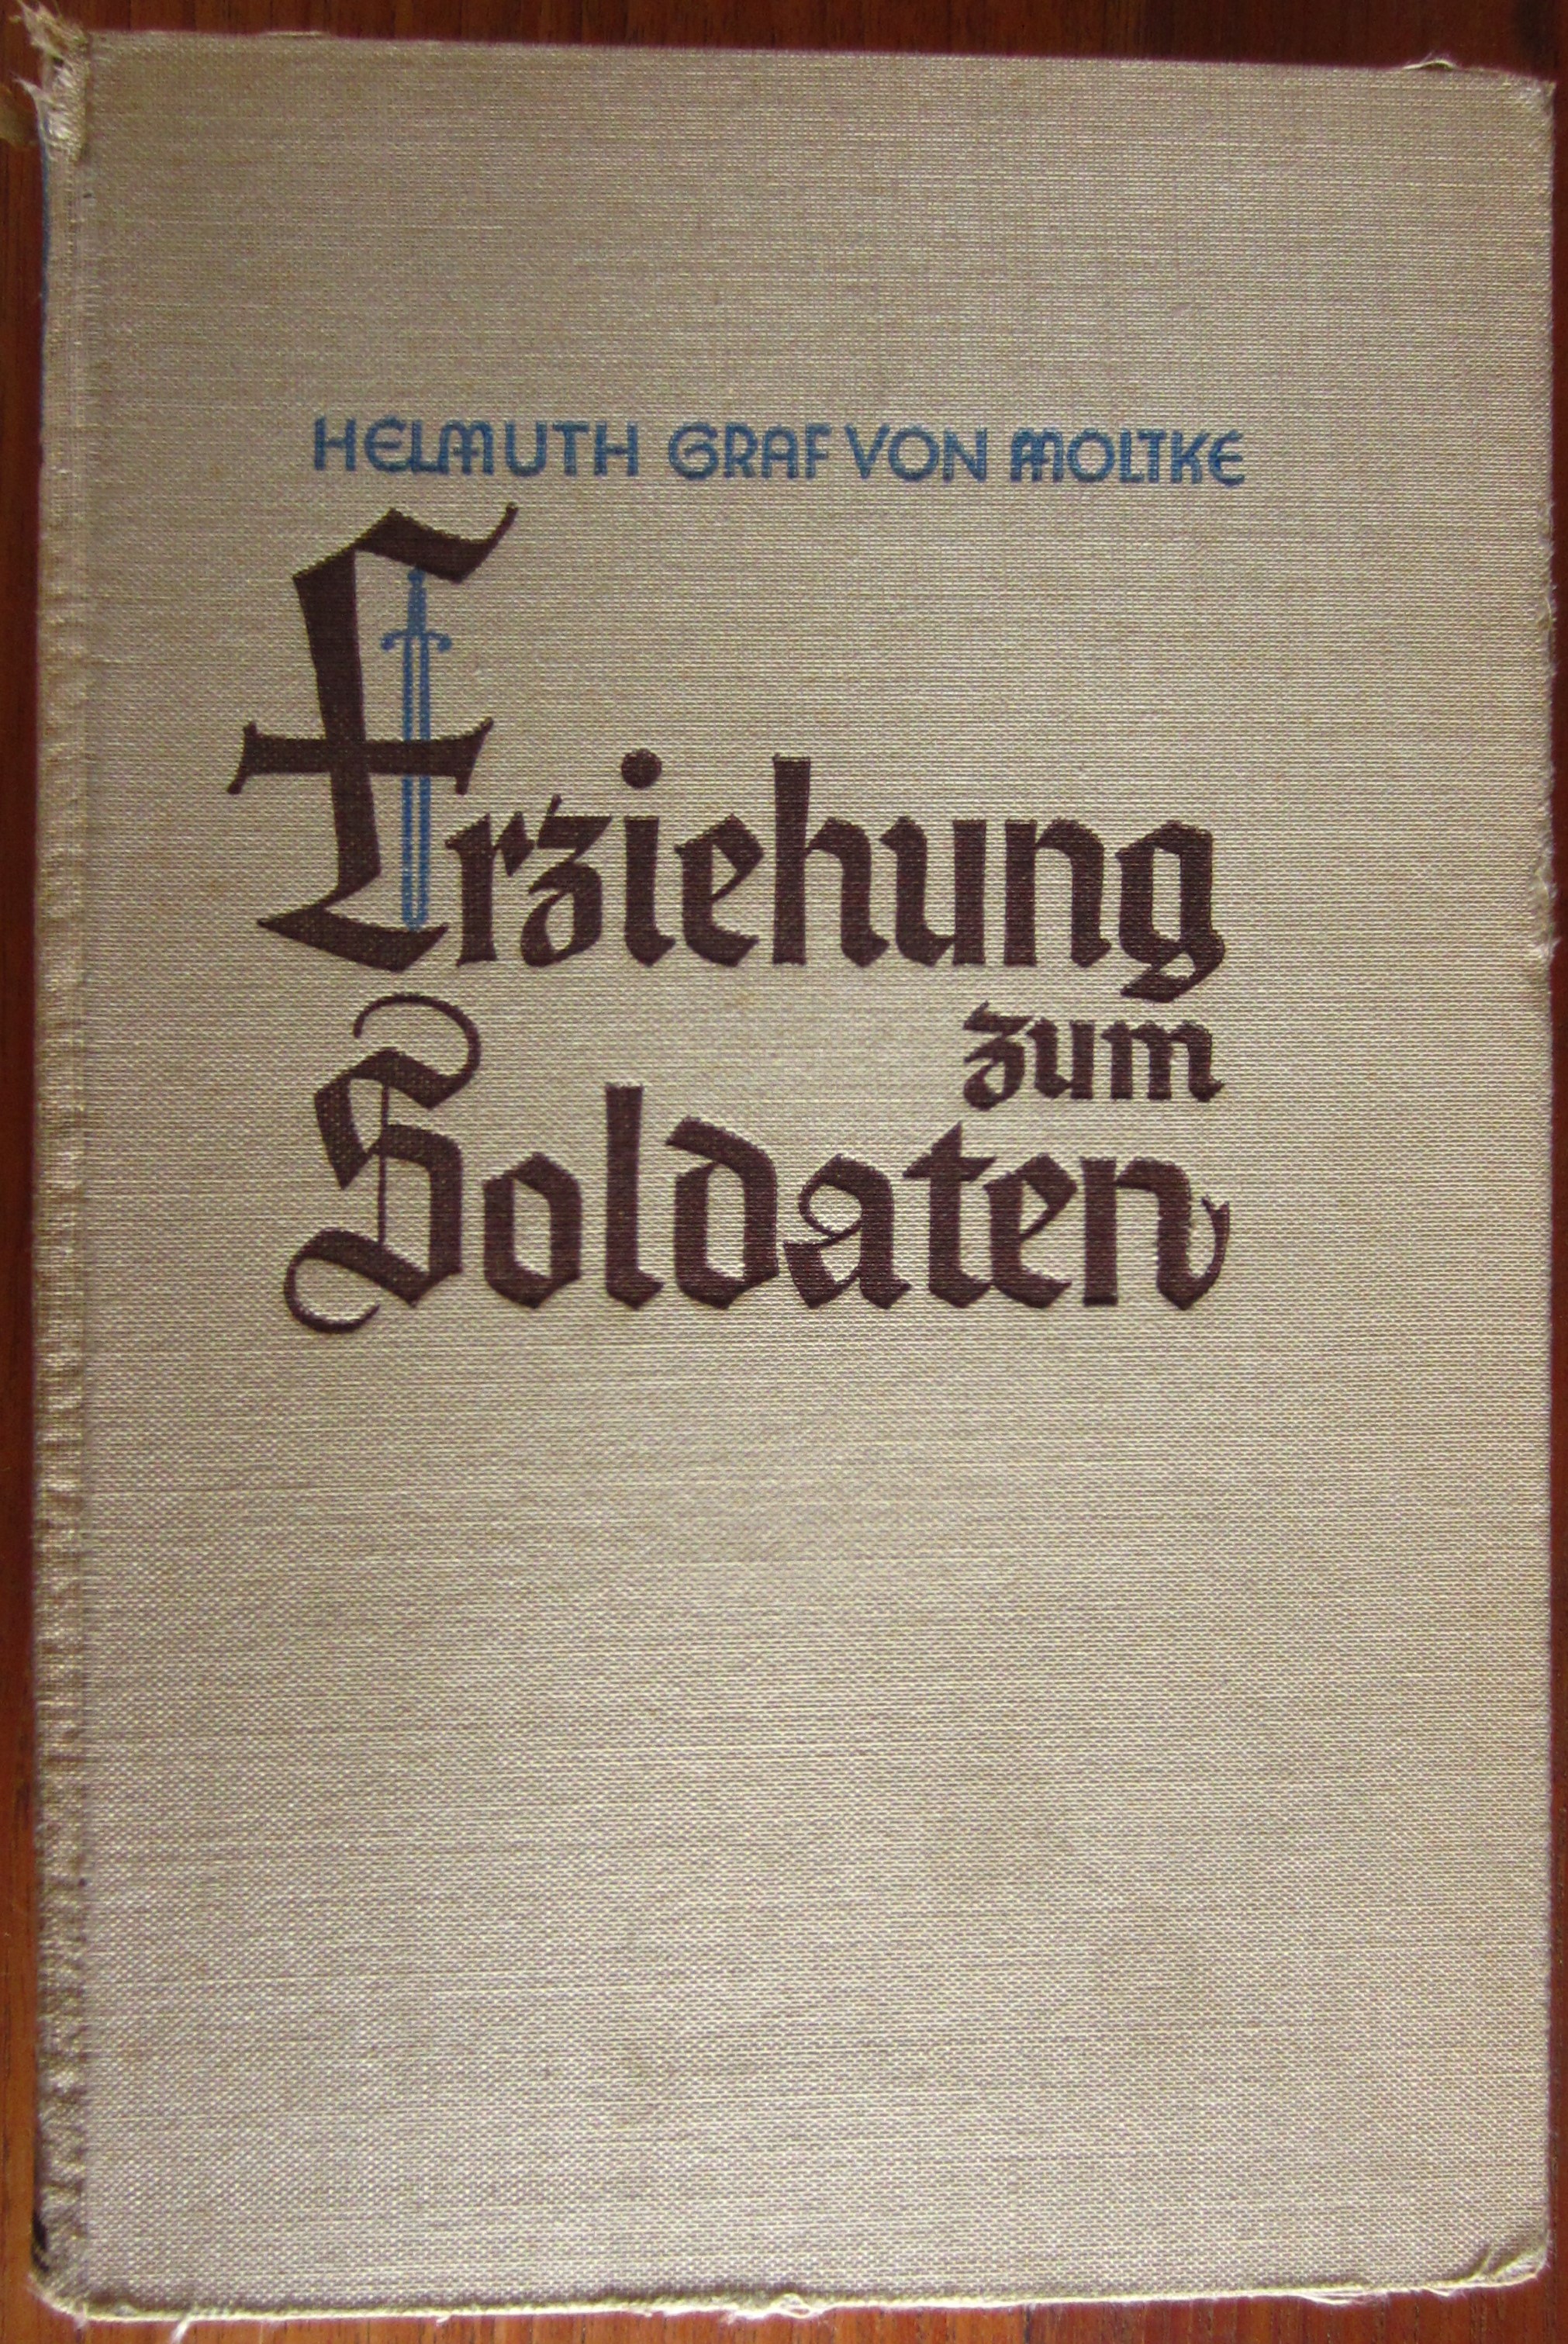 HELMUTH GRAF VON MOLTKE
Erziehung
zum
Soldaten